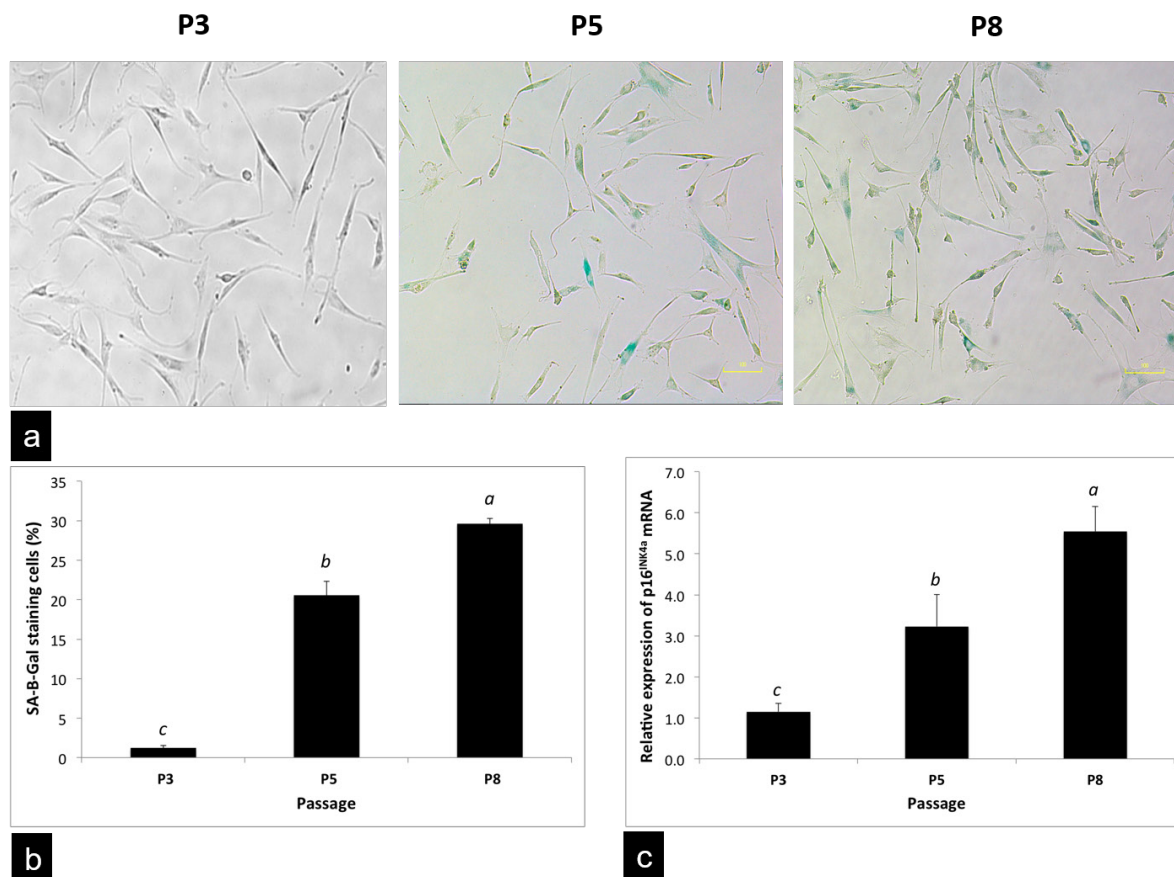 P3 P5 P8
a
35
30
25
20
15
10
5
0
SA-B-Gal staining cells (%)
c
b
a
P3 P5 P8
Passage
b
7.0
6.0
5.0
4.0
3.0
2.0
1.0
0.0
Relative expression of p16INK4a mRNA
c
b
a
P3 P5 P8
Passage
c